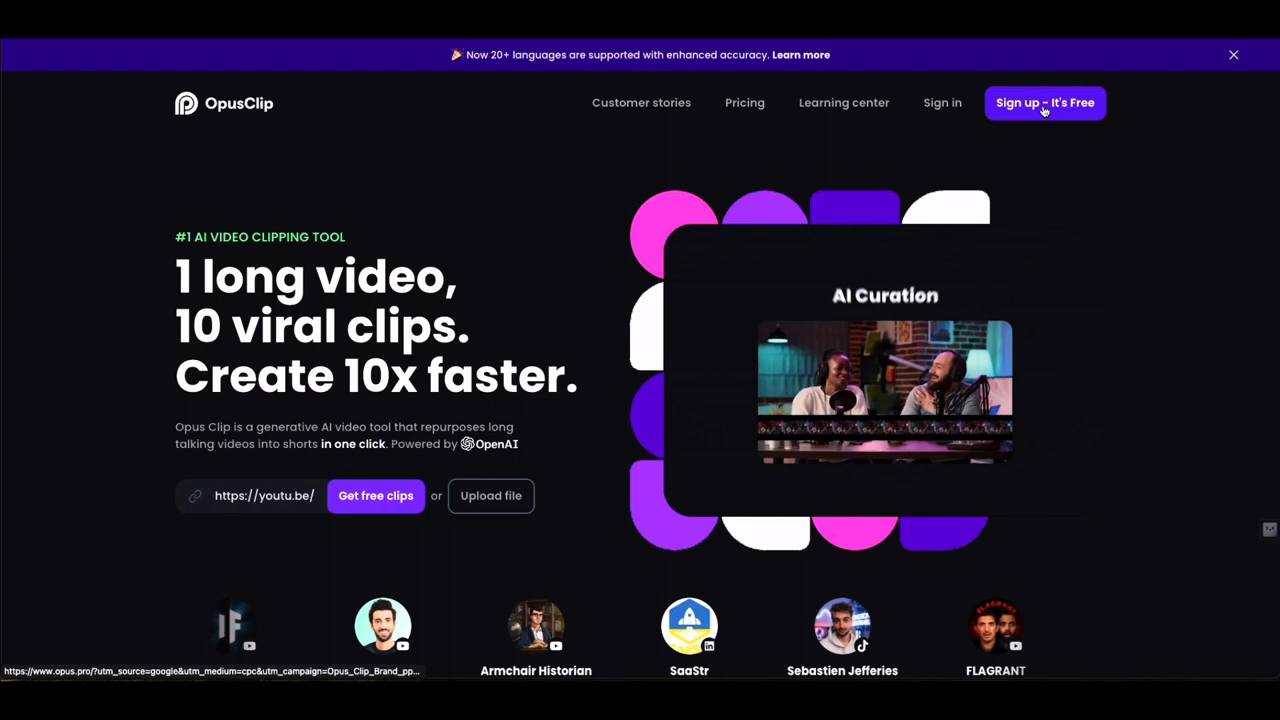 🎉 Now 20+ languages are supported with enhanced accuracy. Learn more
OpusClip
Customer stories
Pricing
Learning center
Sign in
Sign up - It's Free
#1 AI VIDEO CLIPPING TOOL
1 long video,
10 viral clips.
Create 10x faster.
Opus Clip is a generative AI video tool that repurposes long
talking videos into shorts in one click. Powered by OpenAI
https://youtu.be/
Get free clips
or
Upload file
AI Curation
IF
FLAGRANT
in
Armchair Historian
SaaStr
Sebastien Jefferies
FLAGRANT
https://www.opus.pro/?utm_source=google&utm_medium=cpc&utm_campaign=Opus_Clip_Brand_pp...